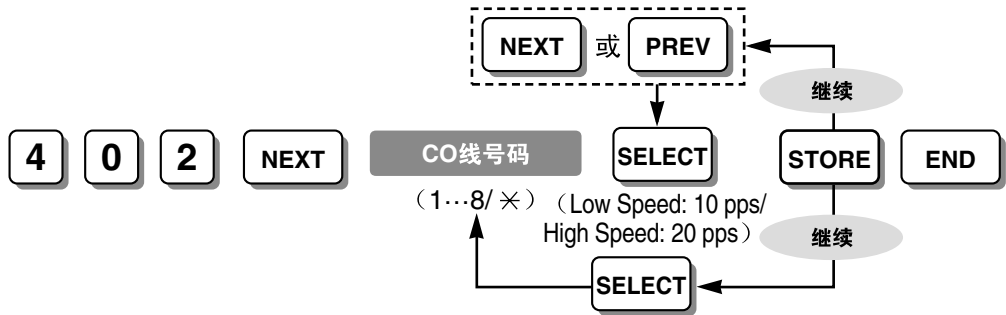 NEXT 或 PREV
继续
4 0 2 NEXT CO线号码 SELECT STORE END
(1…8/ ✳) (Low Speed: 10 pps/
High Speed: 20 pps)
继续
SELECT